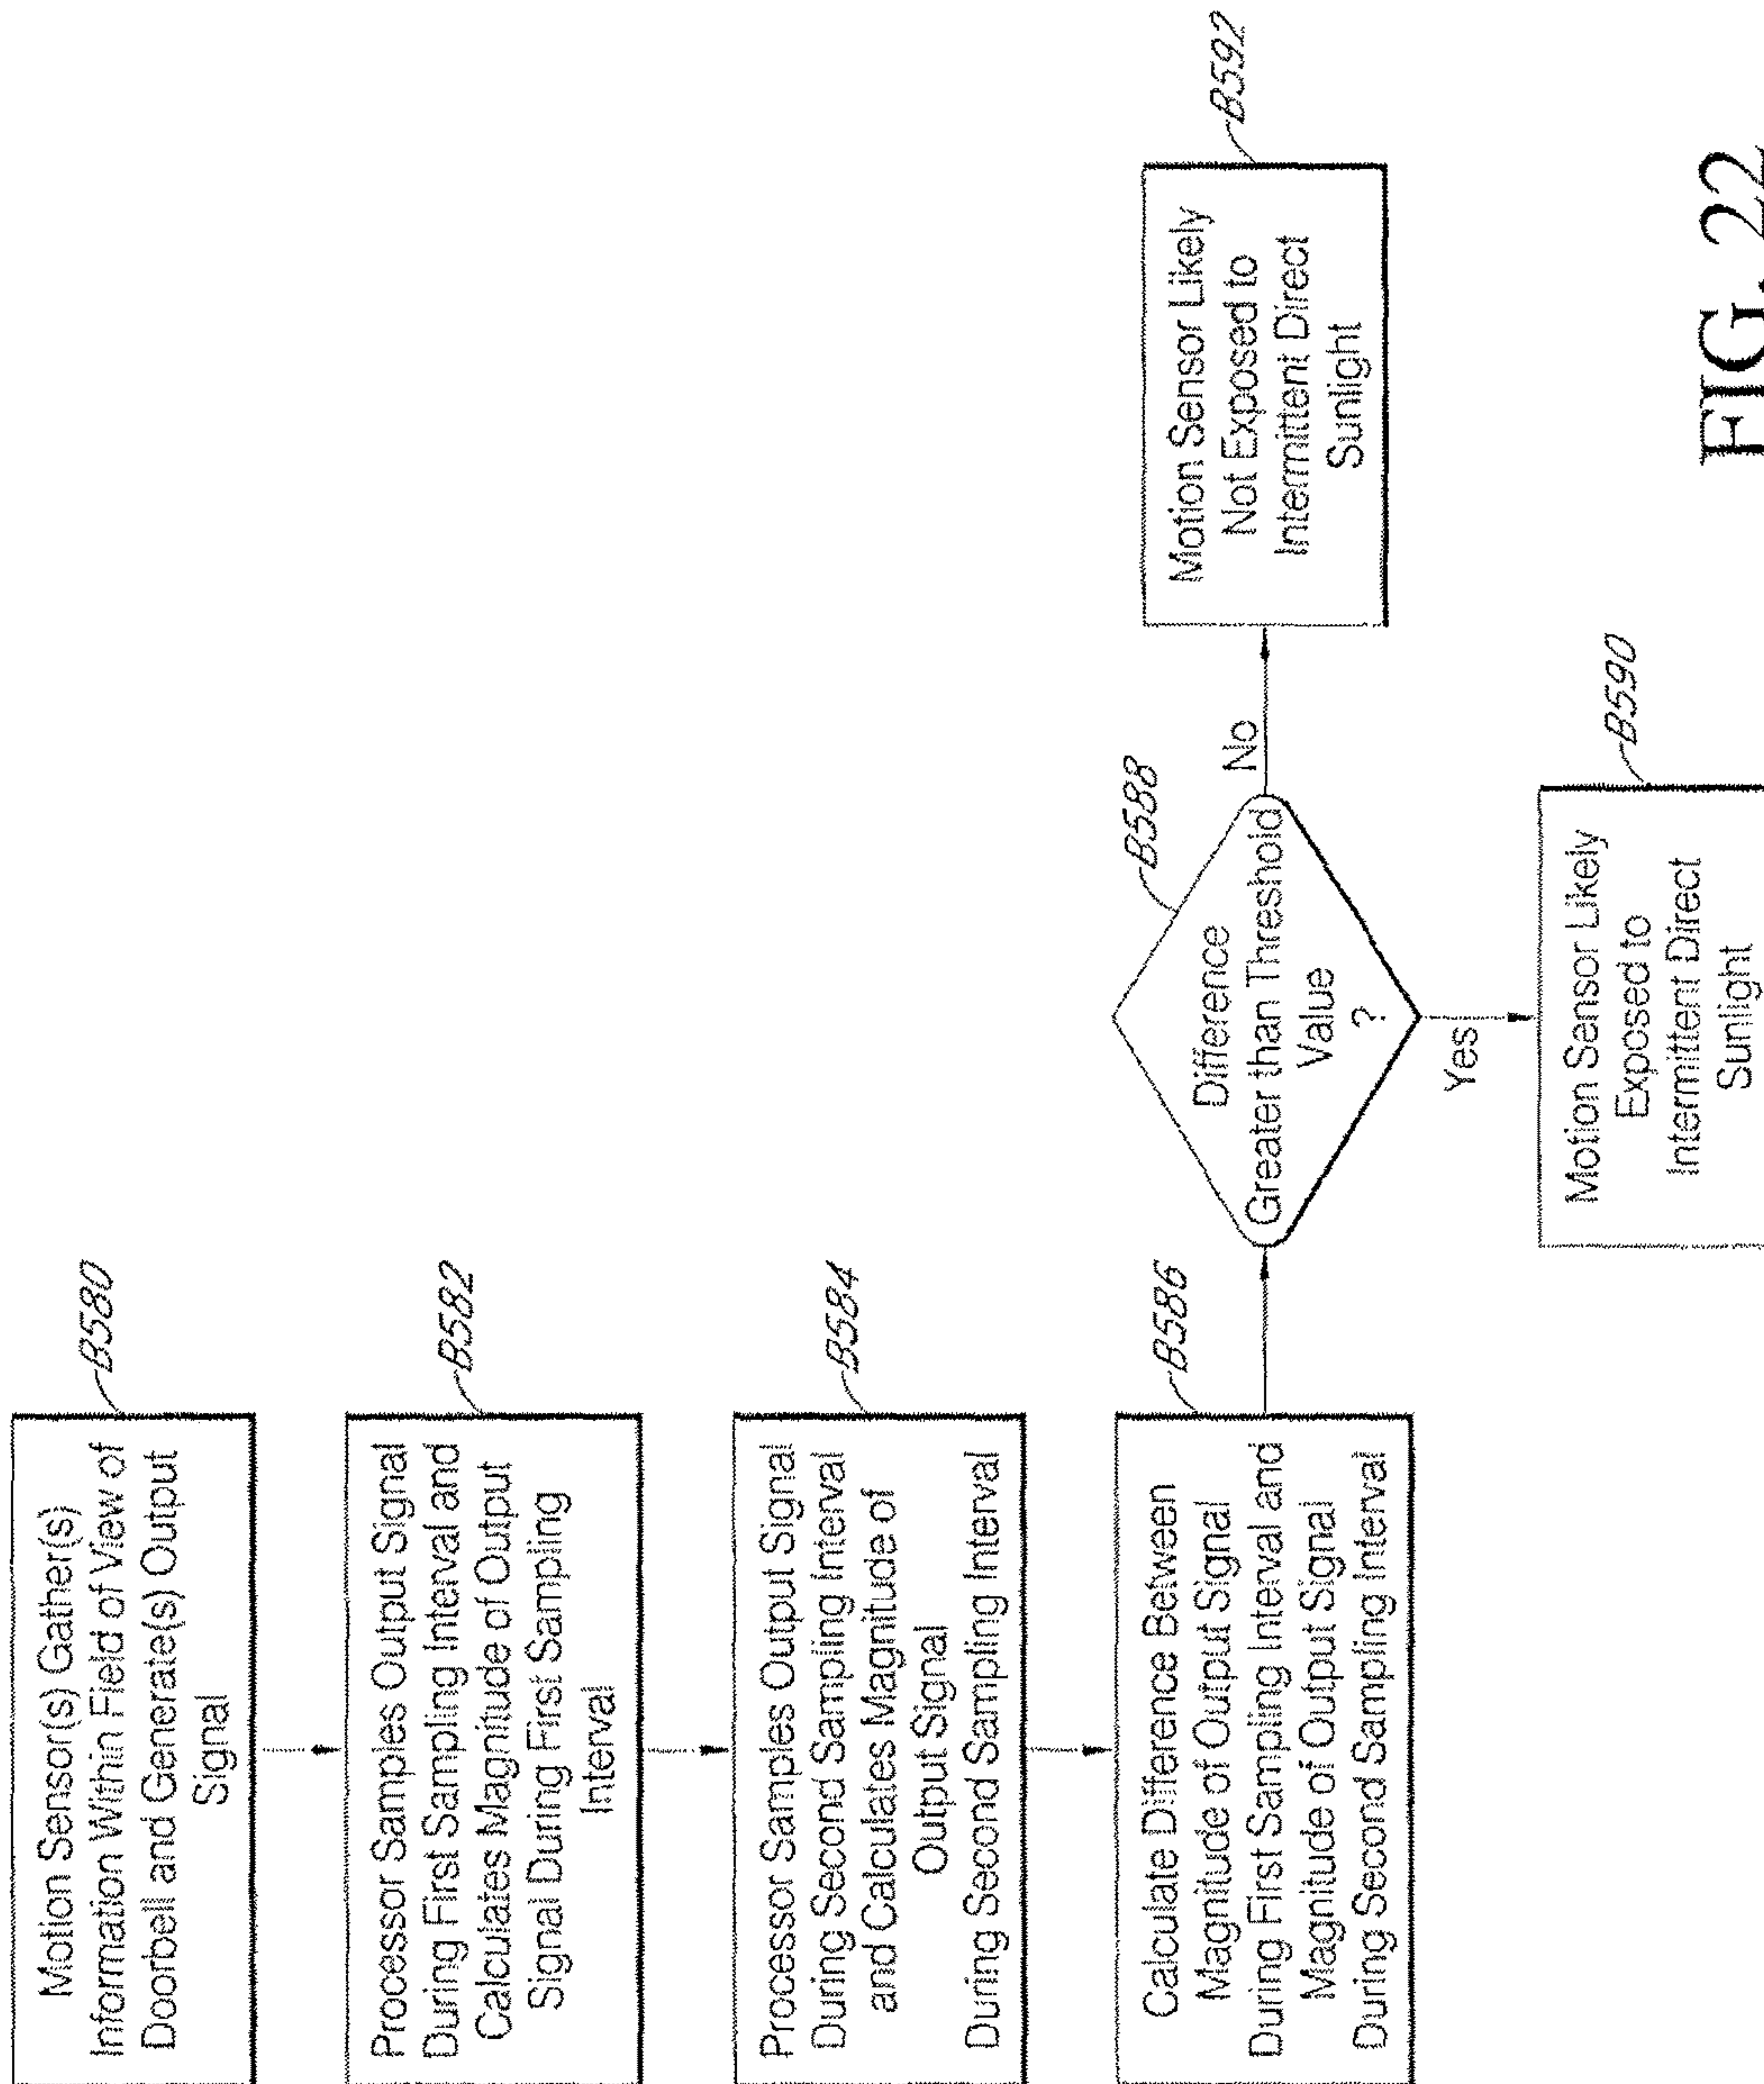 B580
Motion Sensor(s) Gather(s)
Information Within Field of View of
Doorbell and Generate(s) Output
Signal
B582
Processor Samples Output Signal
During First Sampling Interval and
Calculates Magnitude of Output
Signal During First Sampling
Interval
B584
Processor Samples Output Signal
During Second Sampling Interval
and Calculates Magnitude of
Output Signal
During Second Sampling Interval
B586
Calculate Difference Between
Magnitude of Output Signal
During First Sampling Interval and
Magnitude of Output Signal
During Second Sampling Interval
B588
Difference
Greater than Threshold
Value
?
No
B592
Motion Sensor Likely
Not Exposed to
Intermittent Direct
Sunlight
Yes
B590
Motion Sensor Likely
Exposed to
Intermittent Direct
Sunlight
FIG. 22